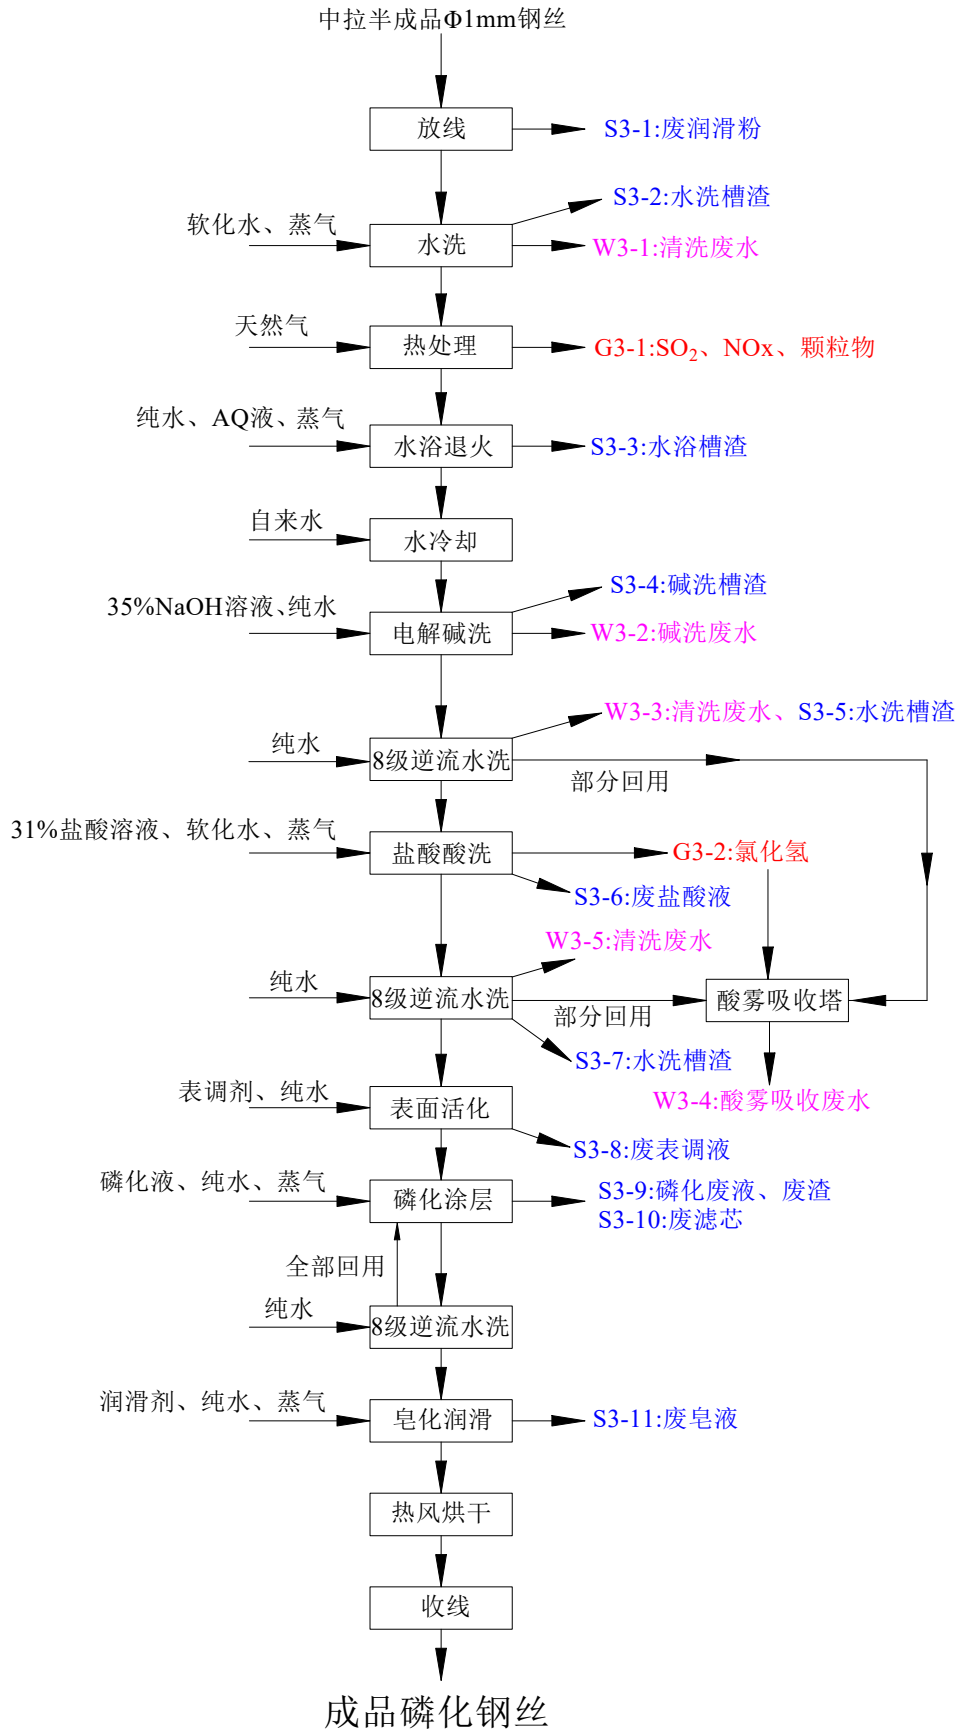 中拉半成品Φ1mm钢丝
放线
S3-1:废润滑粉
S3-2:水洗槽渣
软化水、蒸气
水洗
W3-1:清洗废水
天然气
热处理
G3-1:SO₂、NOx、颗粒物
纯水、AQ液、蒸气
水浴退火
S3-3:水浴槽渣
自来水
水冷却
S3-4:碱洗槽渣
35%NaOH溶液、纯水
电解碱洗
W3-2:碱洗废水
W3-3:清洗废水、S3-5:水洗槽渣
纯水
8级逆流水洗
部分回用
31%盐酸溶液、软化水、蒸气
盐酸酸洗
G3-2:氯化氢
S3-6:废盐酸液
W3-5:清洗废水
纯水
8级逆流水洗
部分回用
酸雾吸收塔
S3-7:水洗槽渣
W3-4:酸雾吸收废水
表调剂、纯水
表面活化
S3-8:废表调液
磷化液、纯水、蒸气
磷化涂层
S3-9:磷化废液、废渣
S3-10:废滤芯
全部回用
纯水
8级逆流水洗
润滑剂、纯水、蒸气
皂化润滑
S3-11:废皂液
热风烘干
收线
成品磷化钢丝